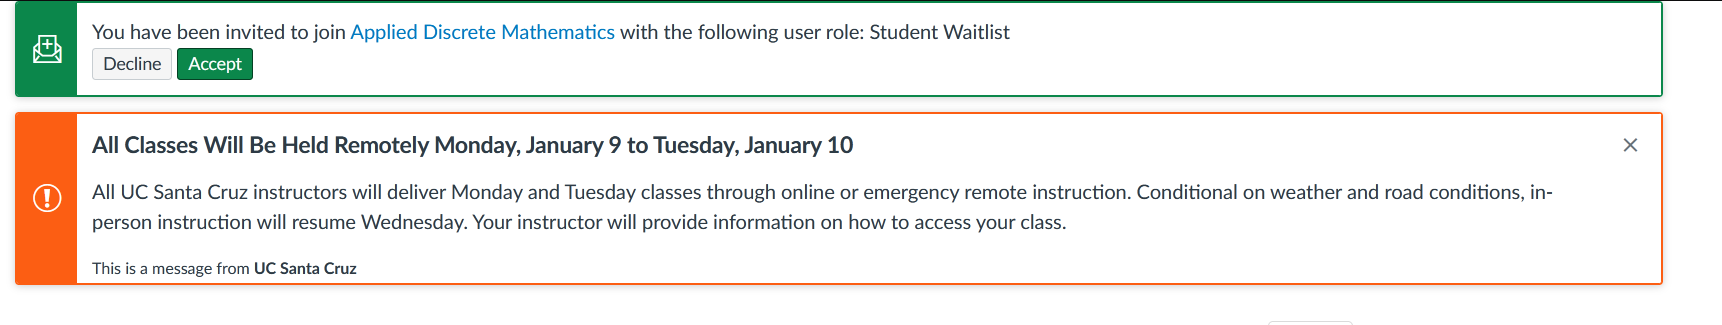 You have been invited to join Applied Discrete Mathematics with the following user role: Student Waitlist
Decline Accept
All Classes Will Be Held Remotely Monday, January 9 to Tuesday, January 10
All UC Santa Cruz instructors will deliver Monday and Tuesday classes through online or emergency remote instruction. Conditional on weather and road conditions, in-
person instruction will resume Wednesday. Your instructor will provide information on how to access your class.
This is a message from UC Santa Cruz